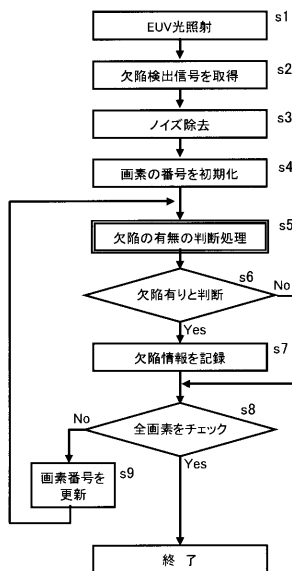 EUV光照射
s1
欠陥検出信号を取得
s2
ノイズ除去
s3
画素の番号を初期化
s4
欠陥の有無の判断処理
s5
欠陥有りと判断
s6
No
Yes
欠陥情報を記録
s7
全画素をチェック
s8
No
Yes
画素番号を
更新
s9
終 了